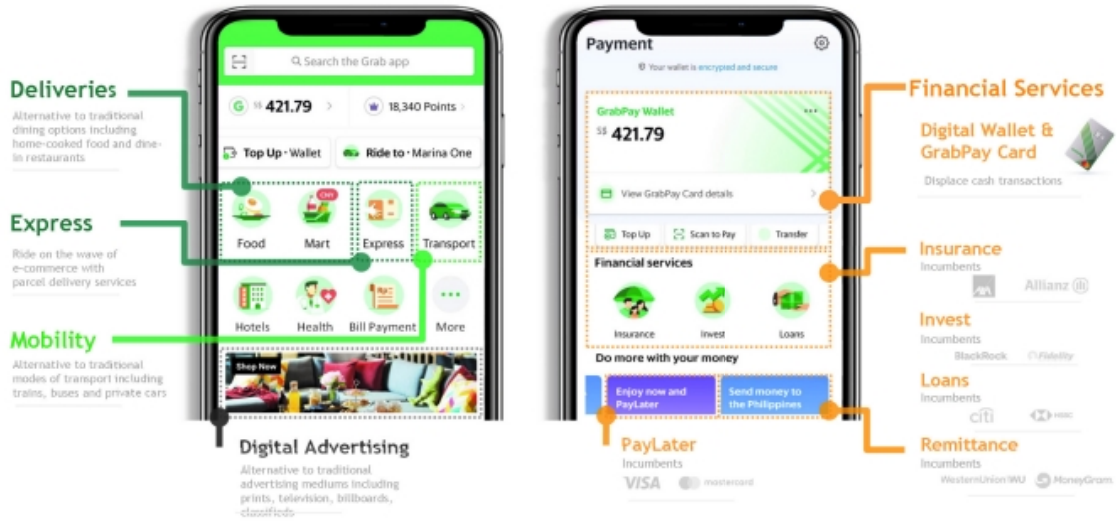 Deliveries
Alternative to traditional
dining options including
home-cooked food and dine-
in restaurants
Express
Ride on the wave of
e-commerce with
parcel delivery services
Mobility
Alternative to traditional
modes of transport including
trains, buses and private cars
Search the Grab app
G S$ 421.79
18,340 Points
Top Up · Wallet
Ride to · Marina One
CNY
Food Mart Express Transport
Hotels Health Bill Payment More
Shop Now
Digital Advertising
Alternative to traditional
advertising mediums including
prints, television, billboards,
classifieds
Payment
Your wallet is encrypted and secure
GrabPay Wallet
S$ 421.79
View GrabPay Card details
Top Up Scan to Pay Transfer
Financial services
Insurance Invest Loans
Do more with your money
Enjoy now and
PayLater
Send money to
the Philippines
PayLater
Incumbents
VISA mastercard
Financial Services
Digital Wallet &
GrabPay Card
Displace cash transactions
Insurance
Incumbents
AXA Allianz
Invest
Incumbents
BlackRock Fidelity
Loans
Incumbents
citi HSBC
Remittance
Incumbents
WesternUnion WU MoneyGram